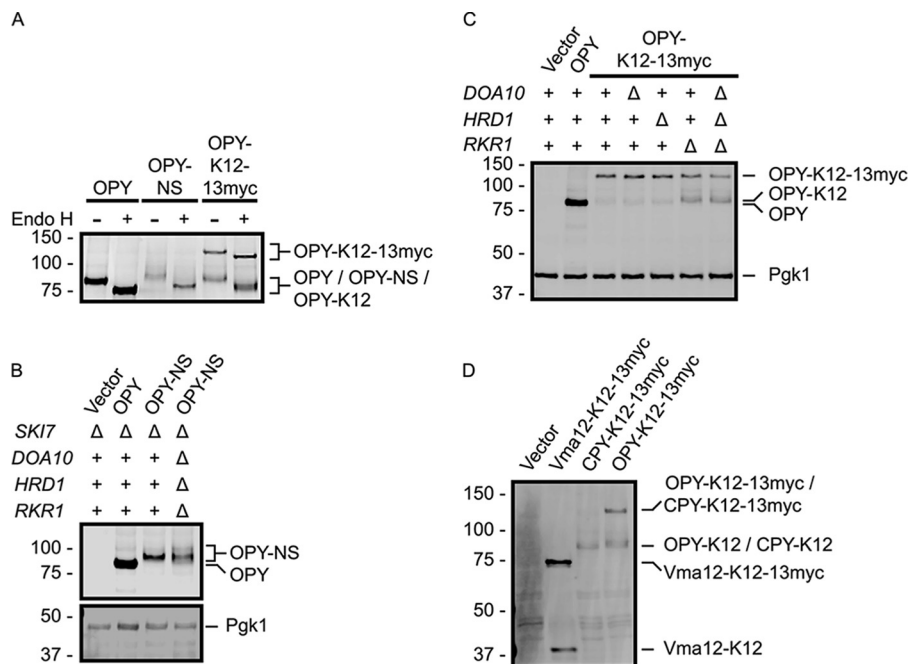 A
OPY
OPY-
NS
OPY-
K12-
13myc
Endo H - + - + - +
150 -
100 -
75 -
OPY-K12-13myc
OPY / OPY-NS /
OPY-K12
B
Vector
OPY
OPY-NS
OPY-NS
SKI7 Δ Δ Δ Δ
DOA10 + + + Δ
HRD1 + + + Δ
RKR1 + + + Δ
100 -
75 -
OPY-NS
OPY
50 -
37 -
Pgk1
C
Vector
OPY
OPY-
K12-13myc
DOA10 + + + Δ + + Δ
HRD1 + + + + Δ + Δ
RKR1 + + + + + Δ Δ
150 -
100 -
75 -
50 -
37 -
OPY-K12-13myc
OPY-K12
OPY
Pgk1
D
Vector
Vma12-K12-13myc
CPY-K12-13myc
OPY-K12-13myc
150 -
100 -
75 -
50 -
37 -
OPY-K12-13myc /
CPY-K12-13myc
OPY-K12 / CPY-K12
Vma12-K12-13myc
Vma12-K12